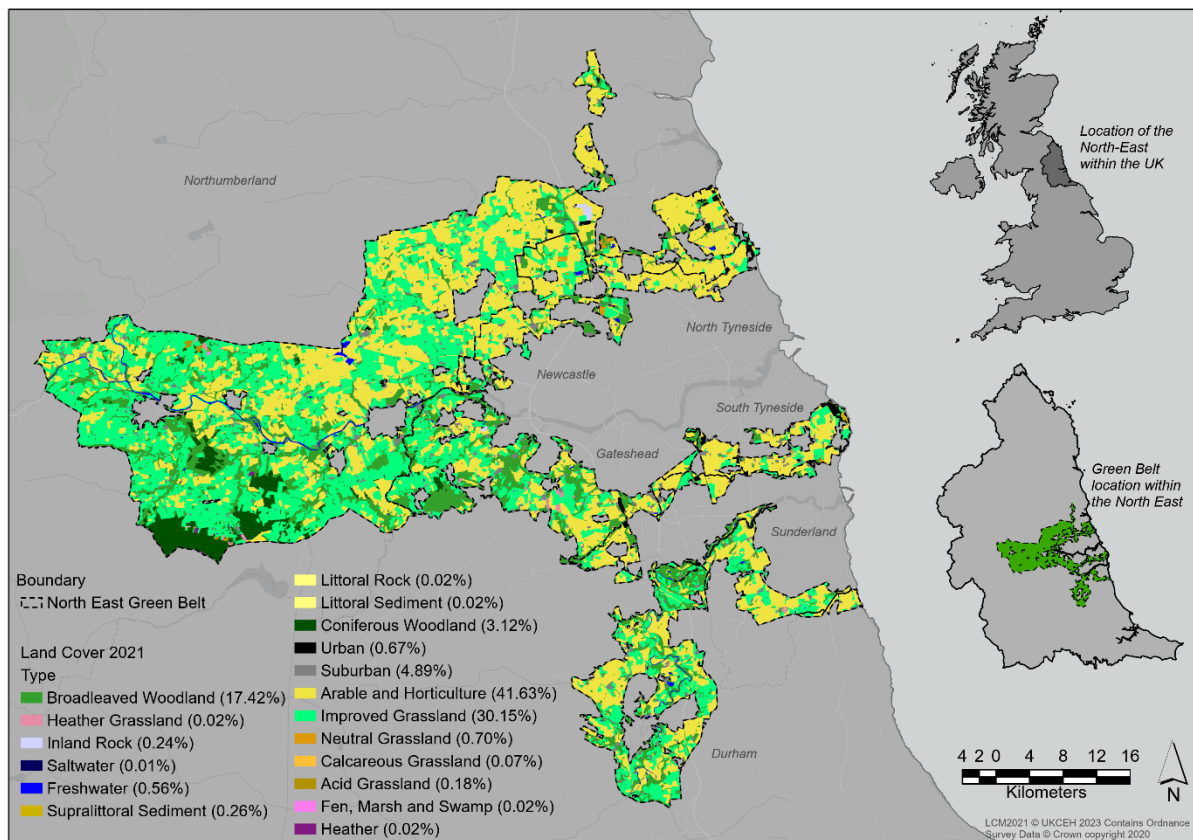 Northumberland
North Tyneside
Newcastle
South Tyneside
Gateshead
Sunderland
Durham
Location of the
North-East
within the UK
Green Belt
location within
the North East
Boundary
North East Green Belt
Land Cover 2021
Type
Broadleaved Woodland (17.42%)
Heather Grassland (0.02%)
Inland Rock (0.24%)
Saltwater (0.01%)
Freshwater (0.56%)
Supralittoral Sediment (0.26%)
Littoral Rock (0.02%)
Littoral Sediment (0.02%)
Coniferous Woodland (3.12%)
Urban (0.67%)
Suburban (4.89%)
Arable and Horticulture (41.63%)
Improved Grassland (30.15%)
Neutral Grassland (0.70%)
Calcareous Grassland (0.07%)
Acid Grassland (0.18%)
Fen, Marsh and Swamp (0.02%)
Heather (0.02%)
4 2 0 4 8 12 16
Kilometers
N
LCM2021 © UKCEH 2023 Contains Ordnance
Survey Data © Crown copyright 2020